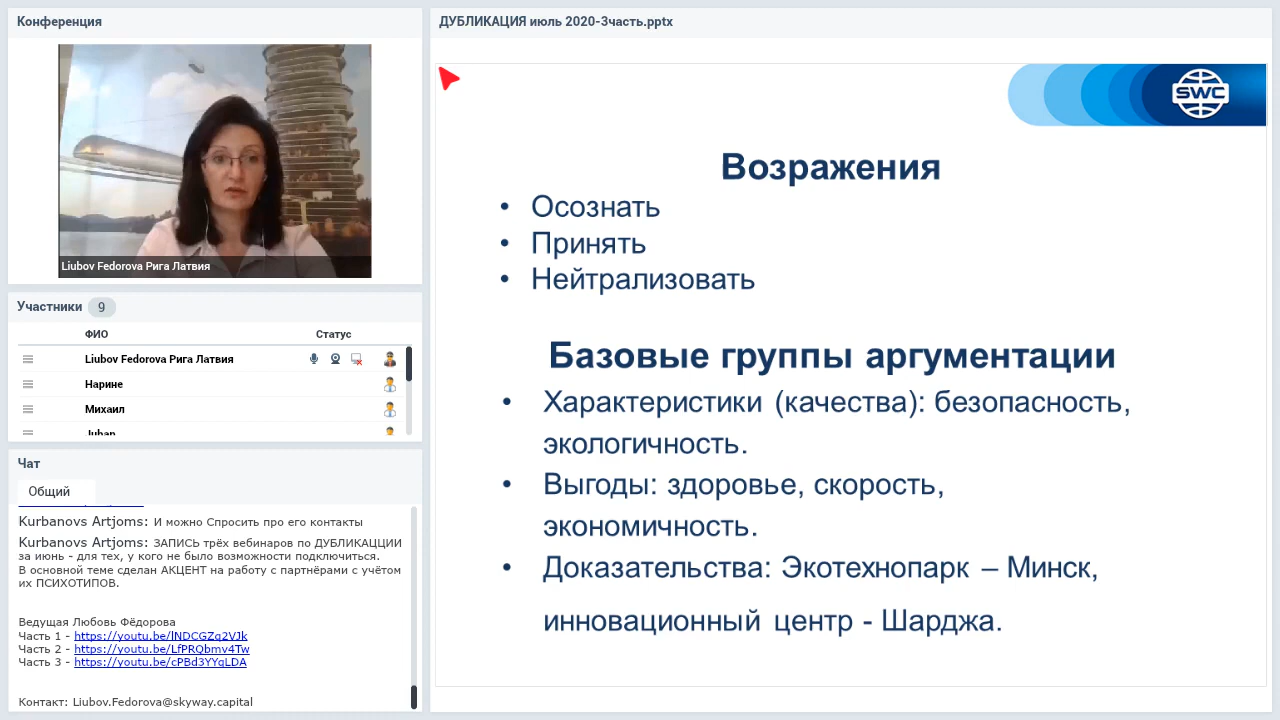 Конференция
Liubov Fedorova Рига Латвия
Участники 9
ФИО Статус
Liubov Fedorova Рига Латвия
Нарине
Михаил
Чат
Общий
Kurbanovs Artjoms: И можно Спросить про его контакты
Kurbanovs Artjoms: ЗАПИСЬ трёх вебинаров по ДУБЛИКАЦЦИИ
за июнь - для тех, у кого не было возможности подключиться.
В основной теме сделан АКЦЕНТ на работу с партнёрами с учётом
их ПСИХОТИПОВ.
Ведущая Любовь Фёдорова
Часть 1 - https://youtu.be/lNDCGZq2VJk
Часть 2 - https://youtu.be/LfPRQbmv4Tw
Часть 3 - https://youtu.be/cPBd3YYqLDA
Контакт: Liubov.Fedorova@skyway.capital
ДУБЛИКАЦИЯ июль 2020-3часть.pptx
SWC
Возражения
• Осознать
• Принять
• Нейтрализовать
Базовые группы аргументации
• Характеристики (качества): безопасность,
экологичность.
• Выгоды: здоровье, скорость,
экономичность.
• Доказательства: Экотехнопарк – Минск,
инновационный центр - Шарджа.